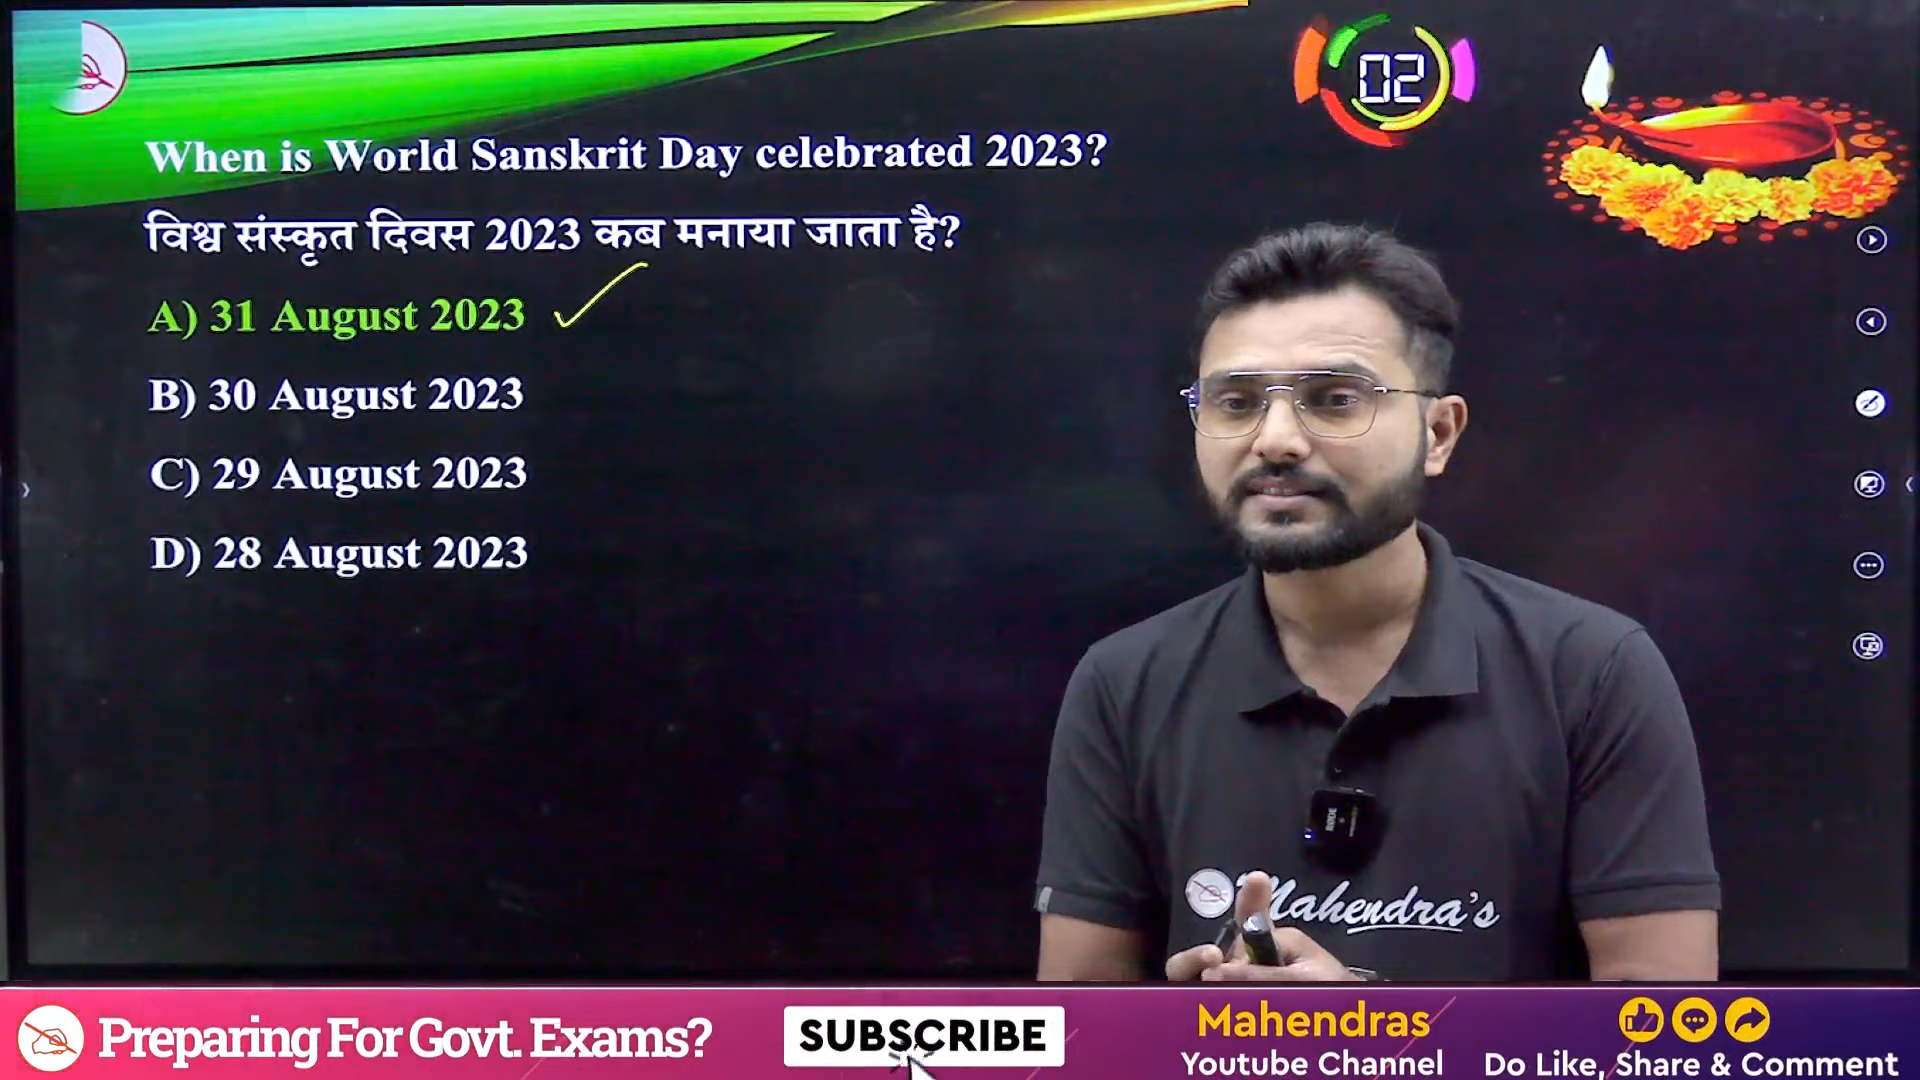 02
When is World Sanskrit Day celebrated 2023?
विश्व संस्कृत दिवस 2023 कब मनाया जाता है?
A) 31 August 2023
B) 30 August 2023
C) 29 August 2023
D) 28 August 2023
RØDE
Mahendra's
Preparing For Govt. Exams?
SUBSCRIBE
Mahendras
Youtube Channel
Do Like, Share & Comment